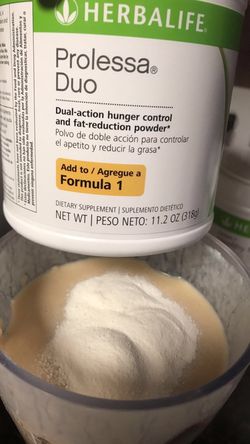 HERBALIFE®
Prolessa®
Duo
Dual-action hunger control
and fat-reduction powder*
Polvo de doble acción para controlar
el apetito y reducir la grasa*
Add to / Agregue a
Formula 1
DIETARY SUPPLEMENT | SUPLEMENTO DIETÉTICO
NET WT | PESO NETO: 11.2 OZ (318g)